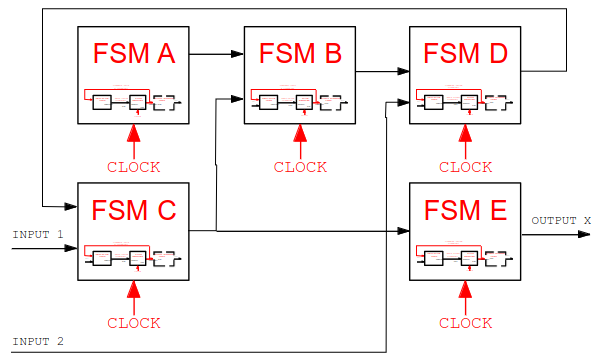 FSM A
FSM B
FSM D
CLOCK
CLOCK
CLOCK
FSM C
FSM E
INPUT 1
OUTPUT X
CLOCK
CLOCK
INPUT 2